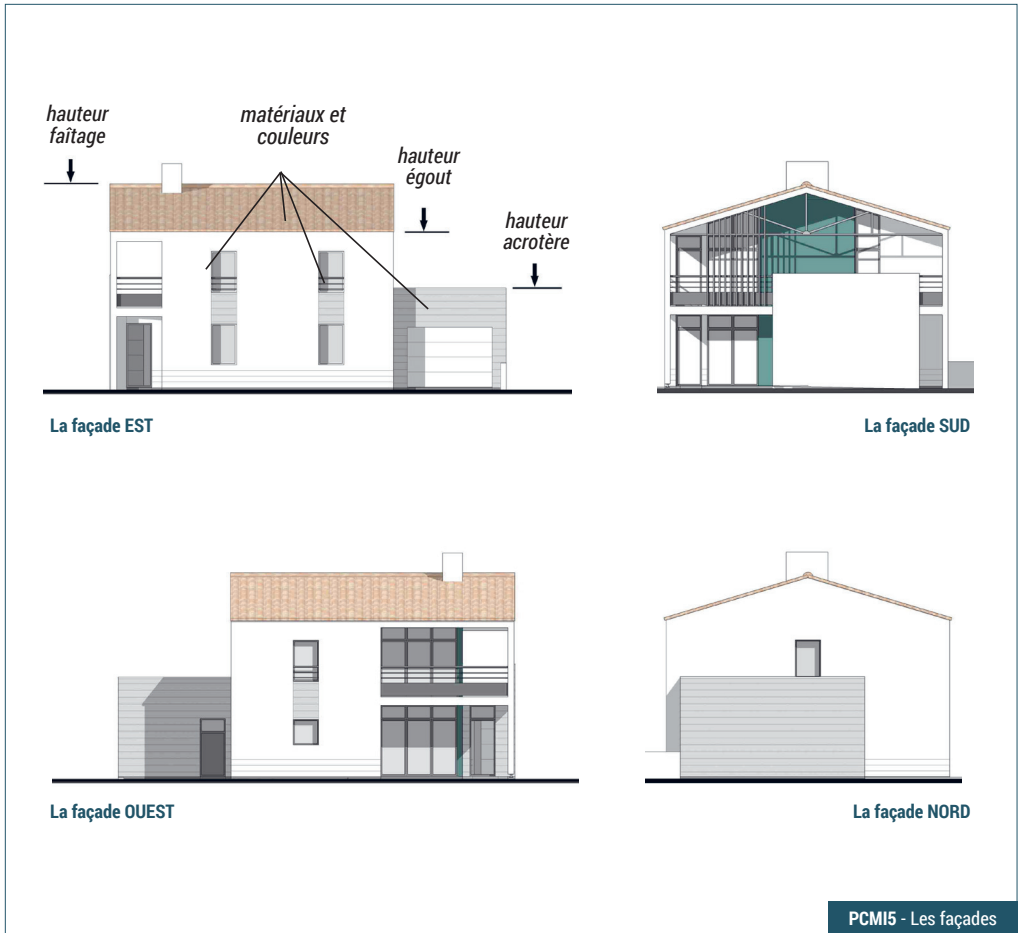 hauteur
faîtage
matériaux et
couleurs
hauteur
égout
hauteur
acrotère
La façade EST
La façade SUD
La façade OUEST
La façade NORD
PCMI5 - Les façades